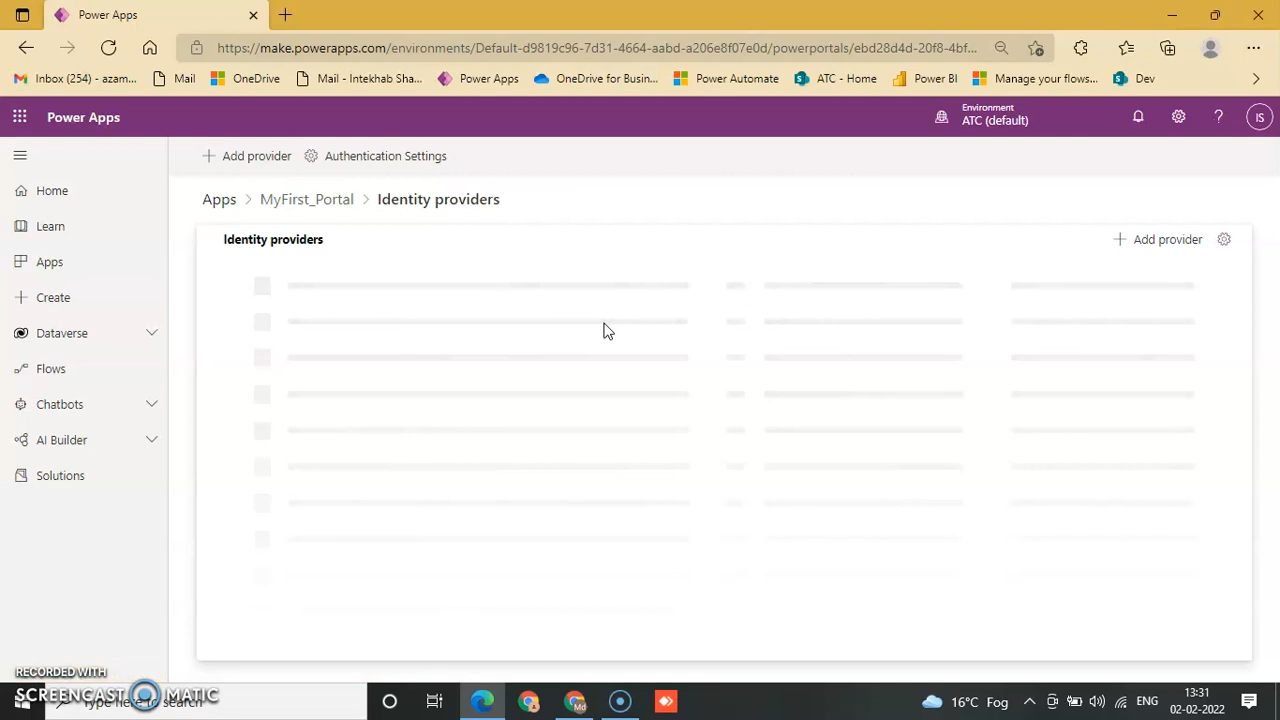 Power Apps
https://make.powerapps.com/environments/Default-d9819c96-7d31-4664-aabd-a206e8f07e0d/powerportals/ebd28d4d-20f8-4bf...
Inbox (254) - azam... Mail OneDrive Mail - Intekhab Sha... Power Apps OneDrive for Busin... Power Automate ATC - Home Power BI Manage your flows... Dev
Power Apps
Environment
ATC (default)
IS
Add provider Authentication Settings
Home
Learn
Apps
Create
Dataverse
Flows
Chatbots
AI Builder
Solutions
Apps > MyFirst_Portal > Identity providers
Identity providers
Add provider
RECORDED WITH
SCREENCAST MATIC
Type here to search
16°C Fog
ENG
13:31
02-02-2022